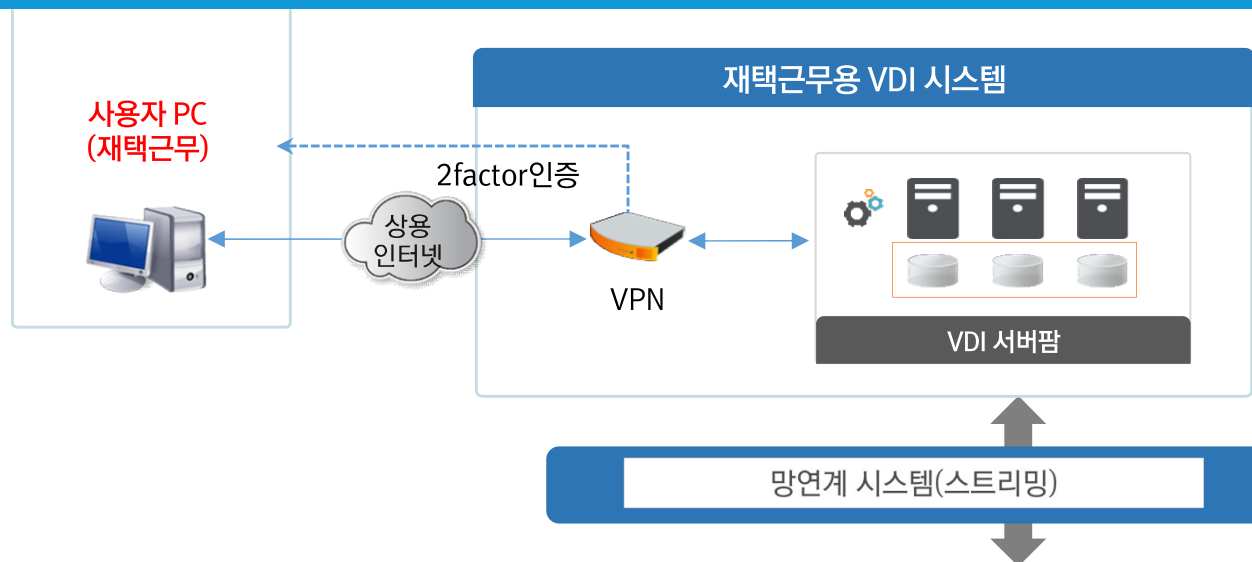 재택근무용 VDI 시스템
사용자 PC
(재택근무)
2factor인증
상용
인터넷
VPN
VDI 서버팜
망연계 시스템(스트리밍)